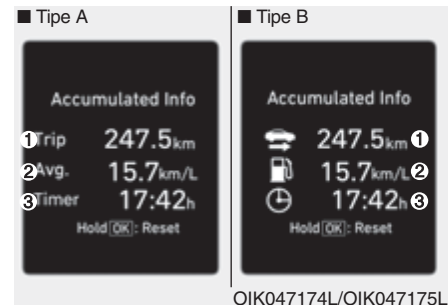 ■ Tipe A
Accumulated Info
① Trip 247.5km
② Avg. 15.7km/L
③ Timer 17:42h
Hold OK : Reset
■ Tipe B
Accumulated Info
247.5km ①
15.7km/L ②
17:42h ③
Hold OK : Reset
OIK047174L/OIK047175L